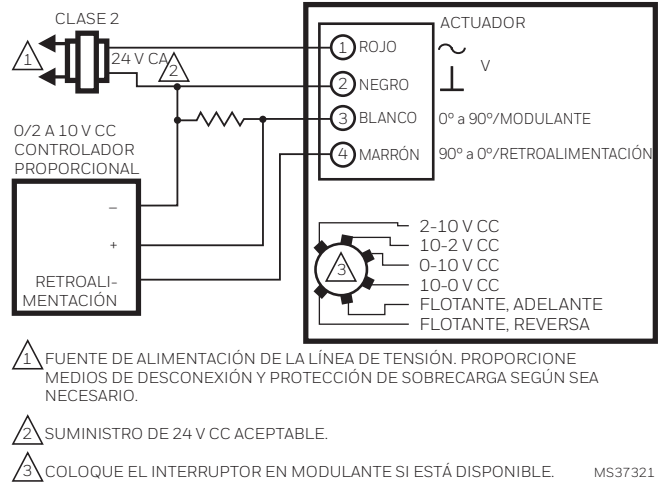 CLASE 2
1
24 V CA
2
0/2 A 10 V CC
CONTROLADOR
PROPORCIONAL
–
+
RETROALI-
MENTACIÓN
ACTUADOR
1 ROJO
2 NEGRO
V
3 BLANCO 0º a 90º/MODULANTE
4 MARRÓN 90º a 0º/RETROALIMENTACIÓN
3
2-10 V CC
10-2 V CC
0-10 V CC
10-0 V CC
FLOTANTE, ADELANTE
FLOTANTE, REVERSA
1 FUENTE DE ALIMENTACIÓN DE LA LÍNEA DE TENSIÓN. PROPORCIONE
MEDIOS DE DESCONEXIÓN Y PROTECCIÓN DE SOBRECARGA SEGÚN SEA
NECESARIO.
2 SUMINISTRO DE 24 V CC ACEPTABLE.
3 COLOQUE EL INTERRUPTOR EN MODULANTE SI ESTÁ DISPONIBLE. MS37321